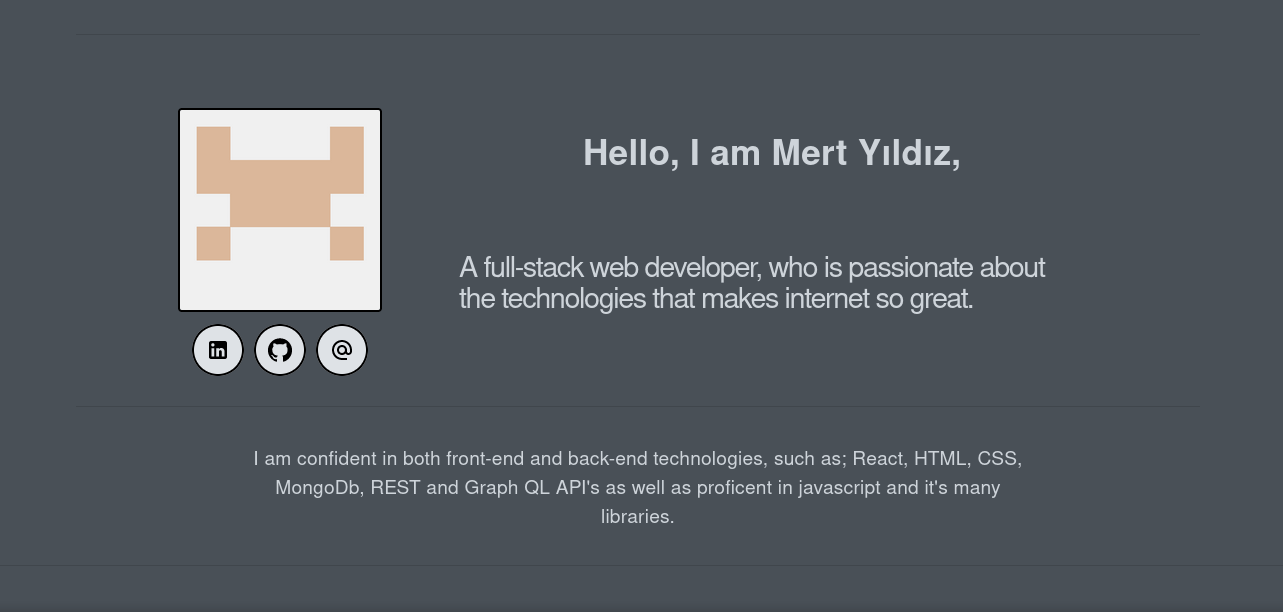 Hello, I am Mert Yıldız,
A full-stack web developer, who is passionate about
the technologies that makes internet so great.
I am confident in both front-end and back-end technologies, such as; React, HTML, CSS,
MongoDb, REST and Graph QL API's as well as proficent in javascript and it's many
libraries.